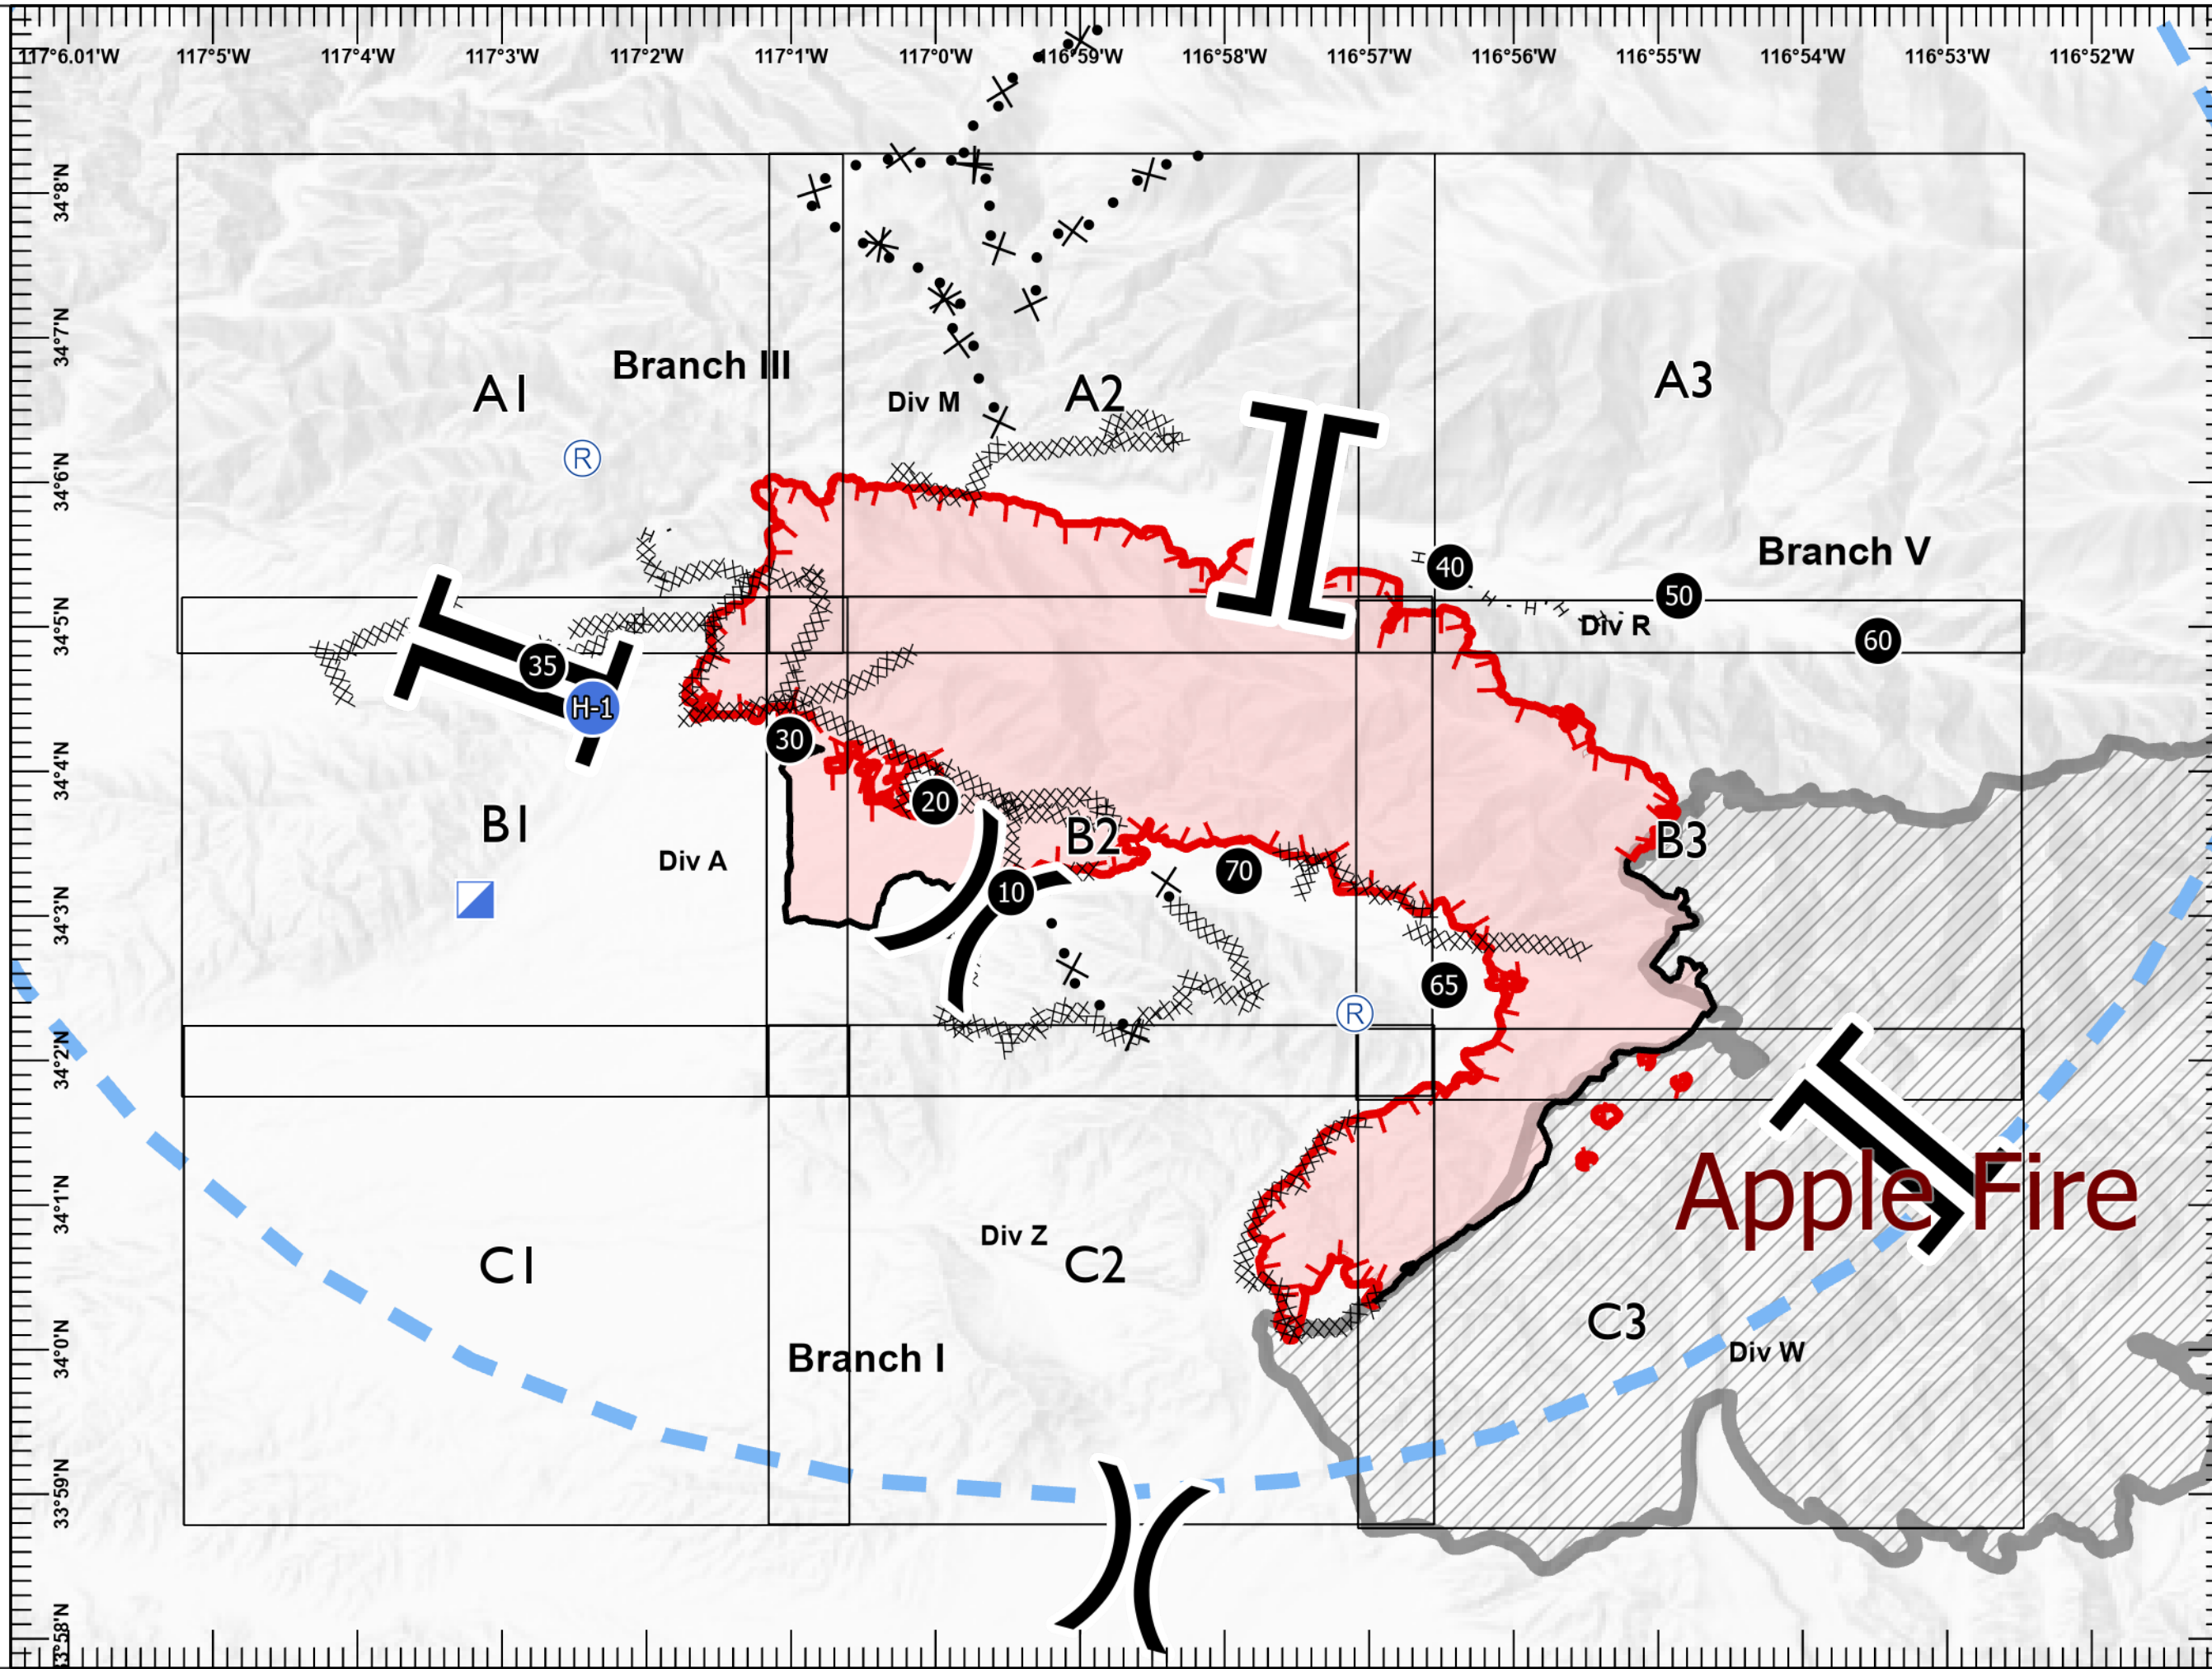 117°6.01'W 117°5'W 117°4'W 117°3'W 117°2'W 117°1'W 117°0'W 116°59'W 116°58'W 116°57'W 116°56'W 116°55'W 116°54'W 116°53'W 116°52'W
34°8'N
34°7'N
Branch III
A1
Div M
A2
A3
R
34°6'N
Branch V
40
50
H
H
H
H
H
34°5'N
Div R
60
35
H-1
30
34°4'N
20
B1
B2
B3
Div A
70
10
34°3'N
65
R
34°2'N
34°1'N
Apple Fire
Div Z
C1
C2
C3
34°0'N
Div W
Branch I
33°59'N
33°58'N